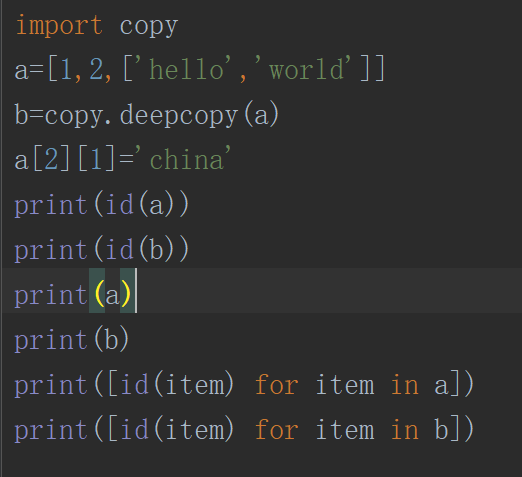 import copy
a=[1,2,['hello','world']]
b=copy.deepcopy(a)
a[2][1]='china'
print(id(a))
print(id(b))
print(a)
print(b)
print([id(item) for item in a])
print([id(item) for item in b])